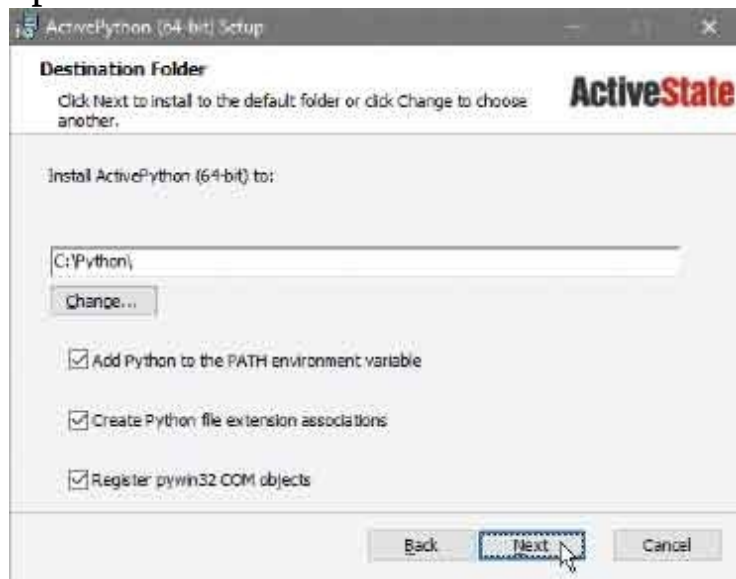 ActivePython (64-bit) Setup
Destination Folder
Click Next to install to the default folder or click Change to choose
another.
ActiveState
Install ActivePython (64-bit) to:
C:\Python\
Change...
Add Python to the PATH environment variable
Create Python file extension associations
Register pywin32 COM objects
Back Next Cancel